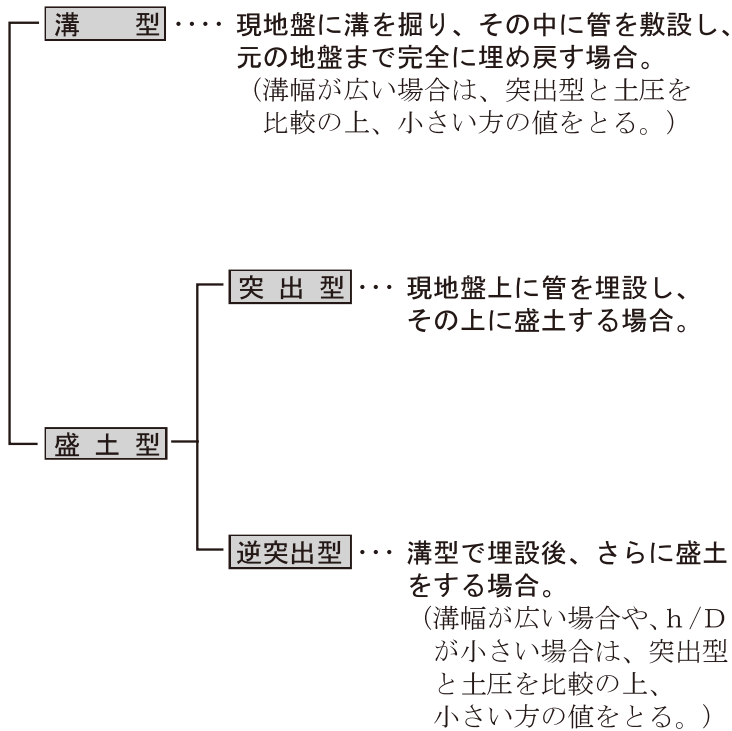 溝　型 ････ 現地盤に溝を掘り、その中に管を敷設し、
元の地盤まで完全に埋め戻す場合。
（溝幅が広い場合は、突出型と土圧を
比較の上、小さい方の値をとる。）
突出型 ･･･ 現地盤上に管を埋設し、
その上に盛土する場合。
盛土型
逆突出型 ･･･ 溝型で埋設後、さらに盛土
をする場合。
（溝幅が広い場合や、h/D
が小さい場合は、突出型
と土圧を比較の上、
小さい方の値をとる。）